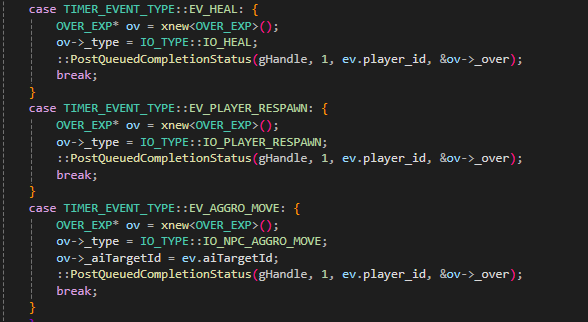 case TIMER_EVENT_TYPE::EV_HEAL: {
OVER_EXP* ov = xnew<OVER_EXP>();
ov->_type = IO_TYPE::IO_HEAL;
::PostQueuedCompletionStatus(gHandle, 1, ev.player_id, &ov->_over);
break;
}
case TIMER_EVENT_TYPE::EV_PLAYER_RESPAWN: {
OVER_EXP* ov = xnew<OVER_EXP>();
ov->_type = IO_TYPE::IO_PLAYER_RESPAWN;
::PostQueuedCompletionStatus(gHandle, 1, ev.player_id, &ov->_over);
break;
}
case TIMER_EVENT_TYPE::EV_AGGRO_MOVE: {
OVER_EXP* ov = xnew<OVER_EXP>();
ov->_type = IO_TYPE::IO_NPC_AGGRO_MOVE;
ov->_aiTargetId = ev.aiTargetId;
::PostQueuedCompletionStatus(gHandle, 1, ev.player_id, &ov->_over);
break;
}